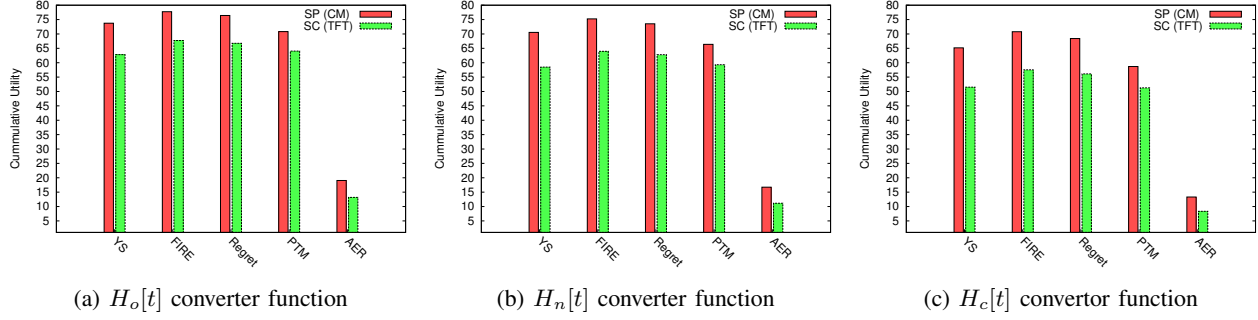 80
75
70
65
60
55
50
45
40
35
30
25
20
15
10
5
Cummulative Utility
SP (CM)
SC (TFT)
YS
FIRE
Regret
PTM
AER
(a) H_o[t] converter function
80
75
70
65
60
55
50
45
40
35
30
25
20
15
10
5
Cummulative Utility
SP (CM)
SC (TFT)
YS
FIRE
Regret
PTM
AER
(b) H_n[t] converter function
80
75
70
65
60
55
50
45
40
35
30
25
20
15
10
5
Cummulative Utility
SP (CM)
SC (TFT)
YS
FIRE
Regret
PTM
AER
(c) H_c[t] convertor function